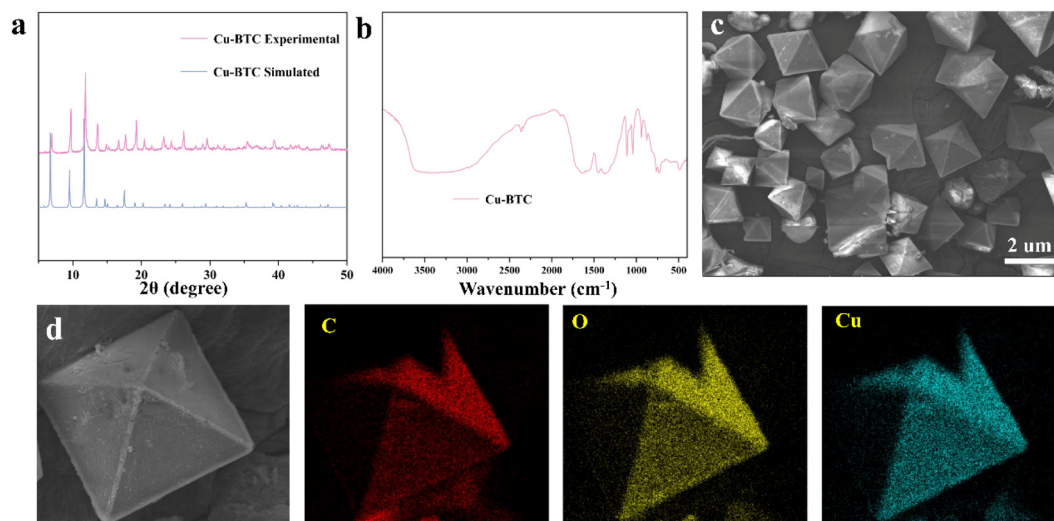 a
Cu-BTC Experimental
Cu-BTC Simulated
10 20 30 40 50
2θ (degree)
b
Cu-BTC
4000 3500 3000 2500 2000 1500 1000 500
Wavenumber (cm⁻¹)
c
2 um
d
C
O
Cu